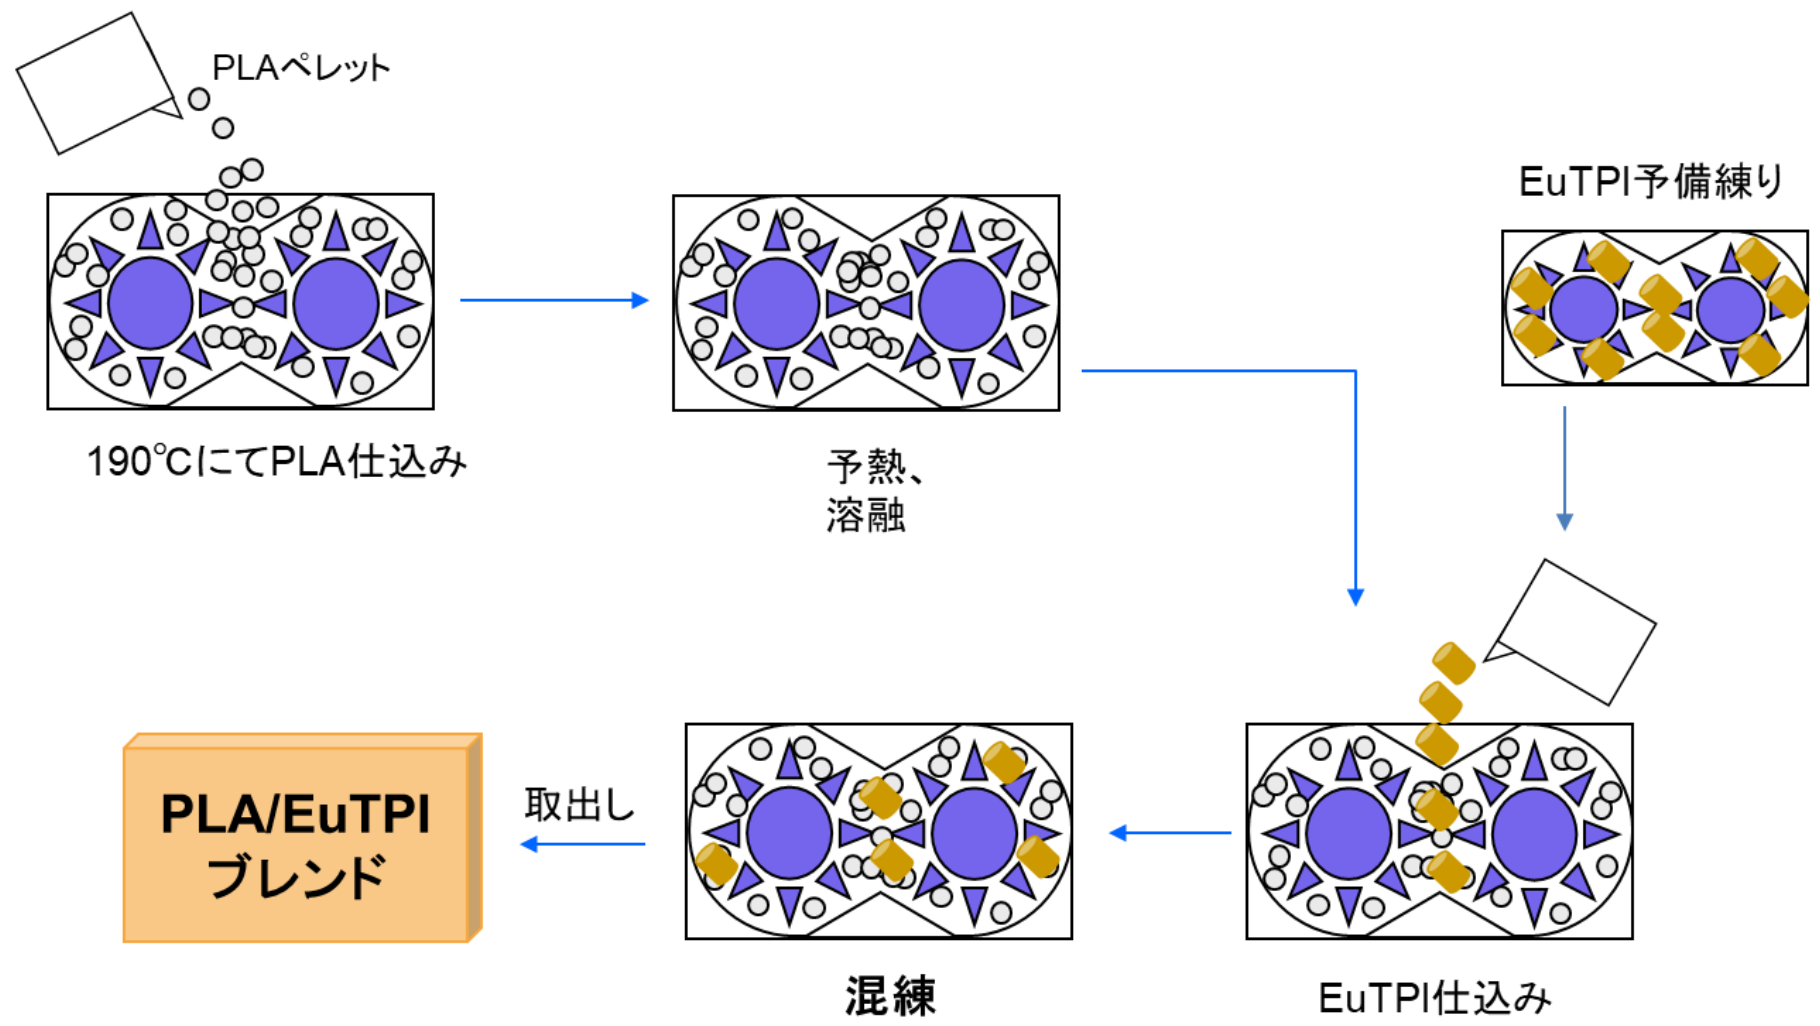 PLAペレット
190℃にてPLA仕込み
予熱、
溶融
EuTPI予備練り
EuTPI仕込み
混練
取出し
PLA/EuTPI
ブレンド